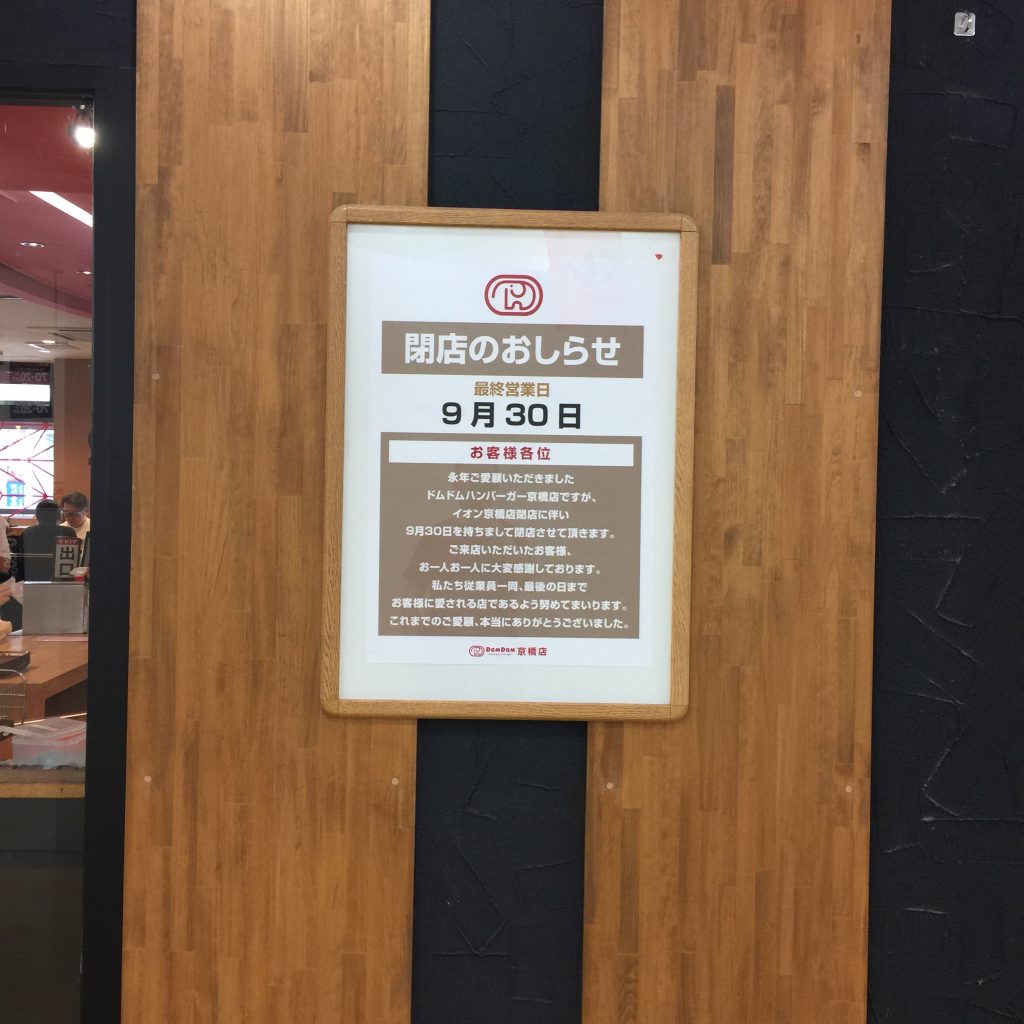 閉店のおしらせ
最終営業日
9月30日
お客様各位
永年ご愛顧いただきました
ドムドムハンバーガー京橋店ですが、
イオン京橋店閉店に伴い
9月30日を持ちまして閉店させて頂きます。
ご来店いただいたお客様、
お一人お一人に大変感謝しております。
私たち従業員一同、最後の日まで
お客様に愛される店であるよう努めてまいります。
これまでのご愛顧、本当にありがとうございました。
DOMDOM 京橋店
EXIT
出口